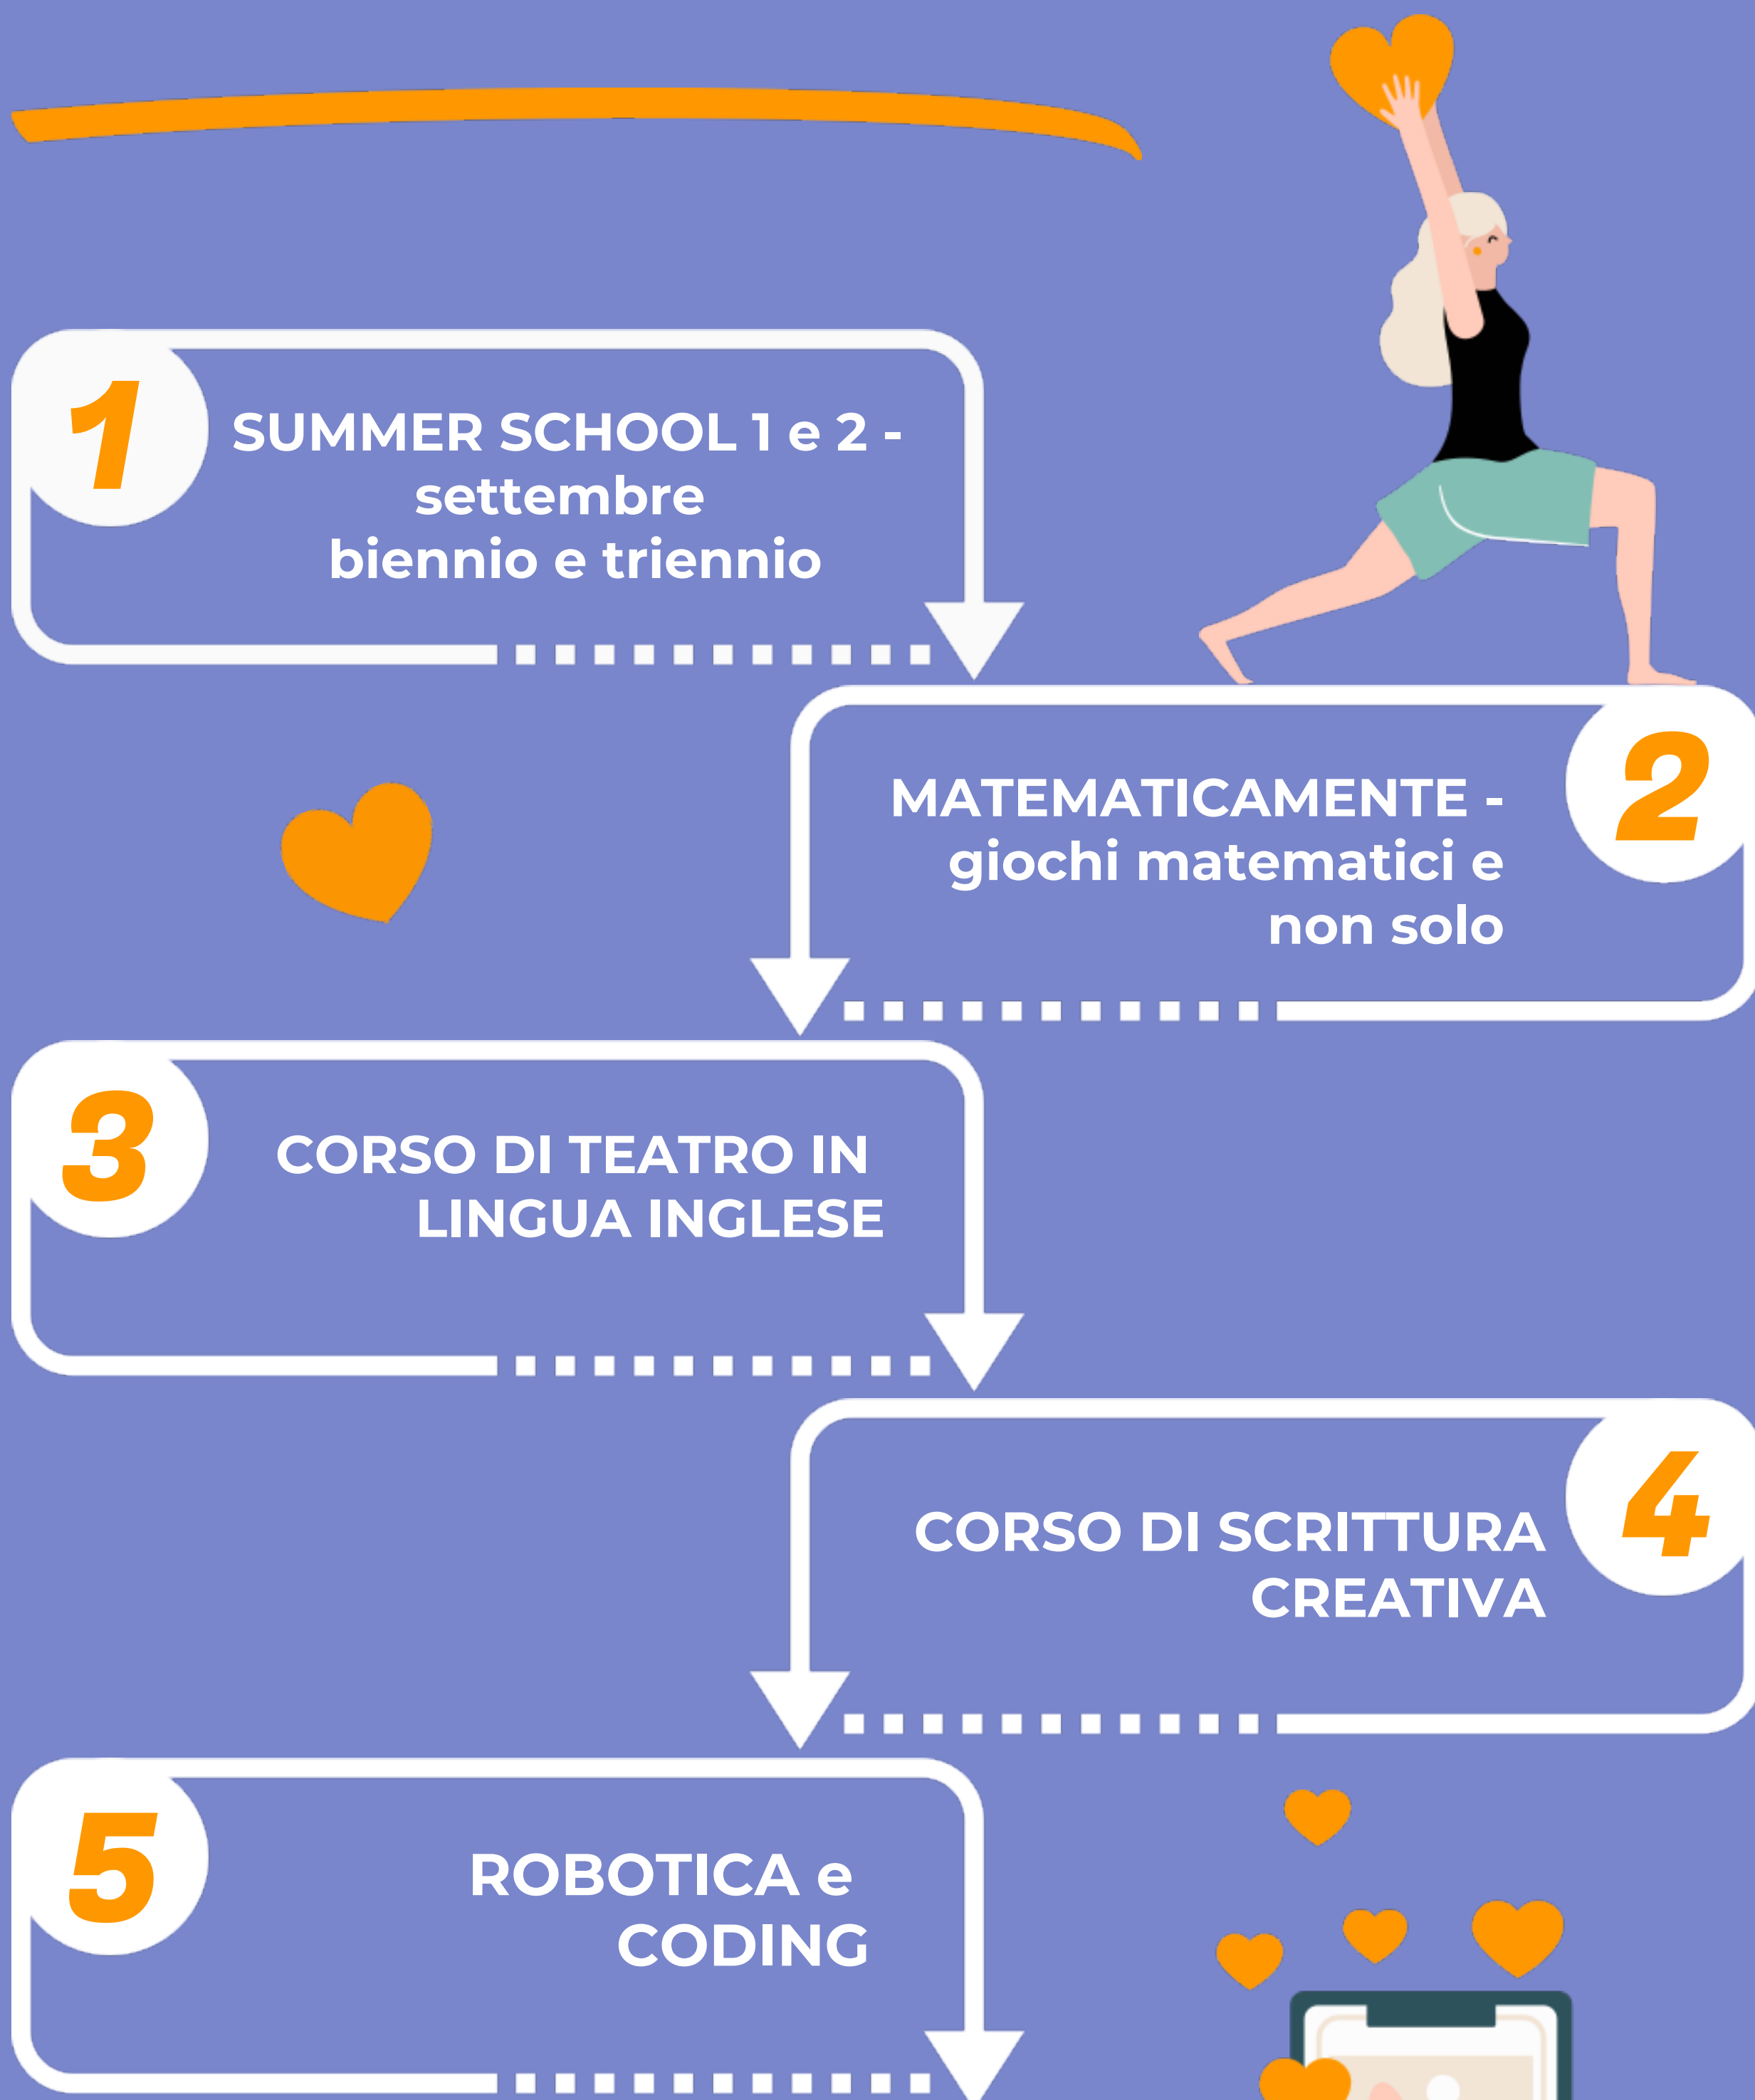 1
SUMMER SCHOOL 1 e 2 -
settembre
biennio e triennio
2
MATEMATICAMENTE -
giochi matematici e
non solo
3
CORSO DI TEATRO IN
LINGUA INGLESE
4
CORSO DI SCRITTURA
CREATIVA
5
ROBOTICA e
CODING